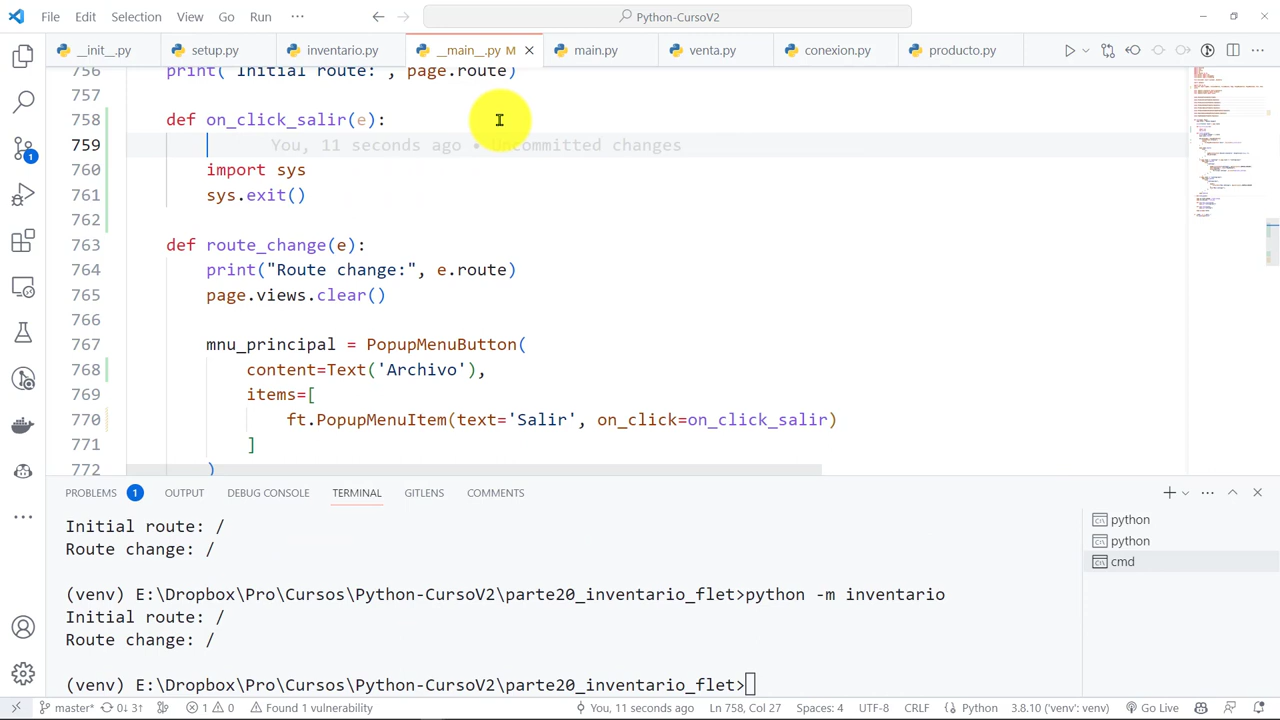 File Edit Selection View Go Run ··· Python-CursoV2
__init__.py setup.py inventario.py __main__.py M main.py venta.py conexion.py producto.py
756 print("Initial route:", page.route)
757
758 def on_click_salir(e):
759 You, 11 seconds ago changes
760 import sys
761 sys.exit()
762
763 def route_change(e):
764 print("Route change:", e.route)
765 page.views.clear()
766
767 mnu_principal = PopupMenuButton(
768 content=Text('Archivo'),
769 items=[
770 ft.PopupMenuItem(text='Salir', on_click=on_click_salir)
771 ]
772 )
PROBLEMS 1 OUTPUT DEBUG CONSOLE TERMINAL GITLENS COMMENTS
Initial route: /
Route change: /
(venv) E:\Dropbox\Pro\Cursos\Python-CursoV2\parte20_inventario_flet>python -m inventario
Initial route: /
Route change: /
(venv) E:\Dropbox\Pro\Cursos\Python-CursoV2\parte20_inventario_flet>
python
python
cmd
1
master* 0↓ 3↑ 1 0 Found 1 vulnerability You, 11 seconds ago Ln 758, Col 27 Spaces: 4 UTF-8 CRLF Python 3.8.10 ('venv': venv) Go Live